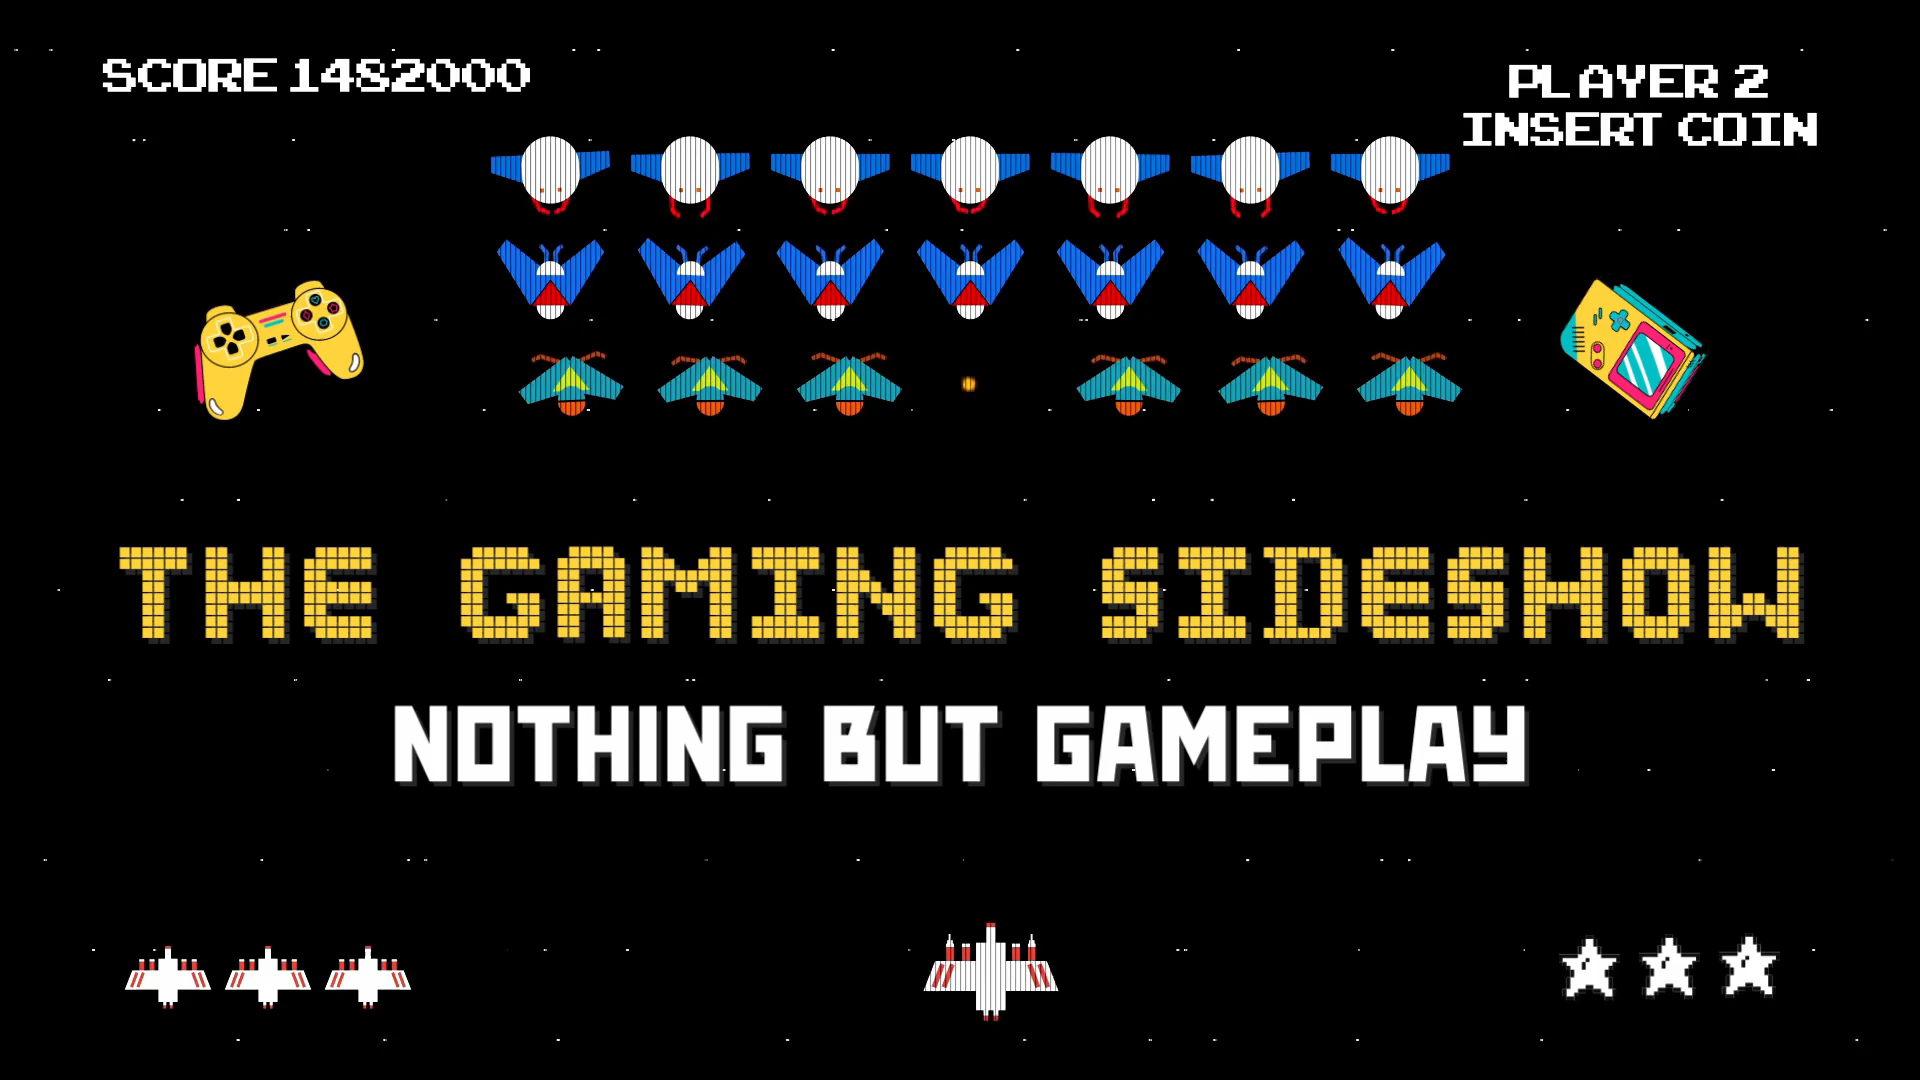 SCORE 1482000
PLAYER 2
INSERT COIN
THE GAMING SIDESHOW
NOTHING BUT GAMEPLAY